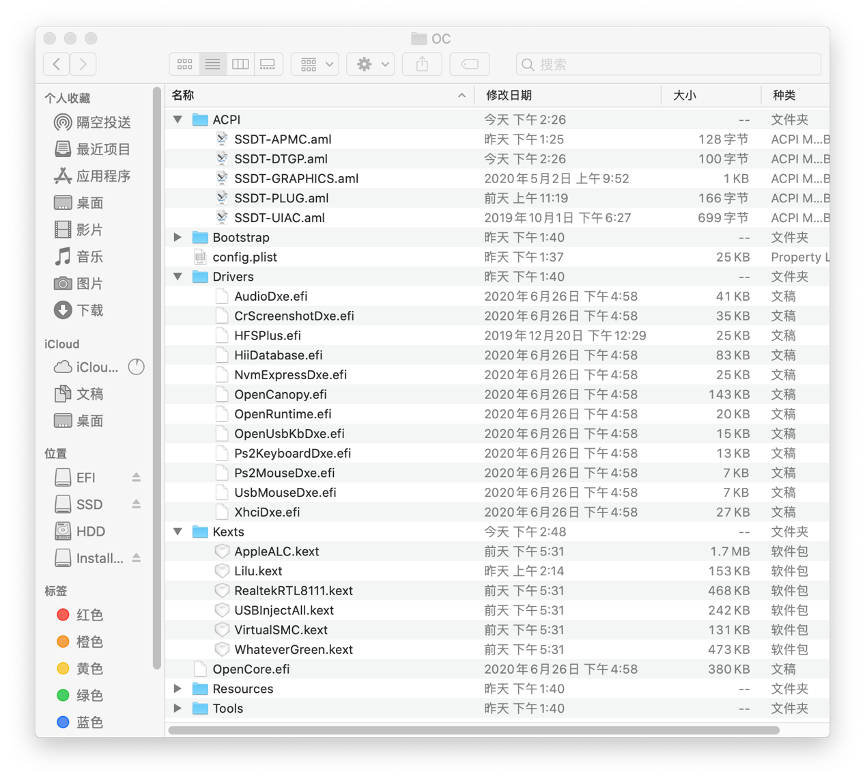 OC
搜索
个人收藏
隔空投送
最近项目
应用程序
桌面
影片
音乐
图片
下载
iCloud
iClou...
文稿
桌面
位置
EFI
SSD
HDD
Install...
标签
红色
橙色
黄色
绿色
蓝色
名称 修改日期 大小 种类
ACPI 今天 下午2:26 -- 文件夹
SSDT-APMC.aml 昨天 下午1:25 128字节 ACPI M...B
SSDT-DTGP.aml 今天 下午2:26 100字节 ACPI M...B
SSDT-GRAPHICS.aml 2020年5月2日 上午9:52 1 KB ACPI M...B
SSDT-PLUG.aml 前天 上午11:19 166字节 ACPI M...B
SSDT-UIAC.aml 2019年10月1日 下午6:27 699字节 ACPI M...B
Bootstrap 昨天 下午1:40 -- 文件夹
config.plist 昨天 下午1:37 25 KB Property L
Drivers 昨天 下午1:40 -- 文件夹
AudioDxe.efi 2020年6月26日 下午4:58 41 KB 文稿
CrScreenshotDxe.efi 2020年6月26日 下午4:58 35 KB 文稿
HFSPlus.efi 2019年12月20日 下午12:29 25 KB 文稿
HiiDatabase.efi 2020年6月26日 下午4:58 83 KB 文稿
NvmExpressDxe.efi 2020年6月26日 下午4:58 25 KB 文稿
OpenCanopy.efi 2020年6月26日 下午4:58 143 KB 文稿
OpenRuntime.efi 2020年6月26日 下午4:58 20 KB 文稿
OpenUsbKbDxe.efi 2020年6月26日 下午4:58 15 KB 文稿
Ps2KeyboardDxe.efi 2020年6月26日 下午4:58 13 KB 文稿
Ps2MouseDxe.efi 2020年6月26日 下午4:58 7 KB 文稿
UsbMouseDxe.efi 2020年6月26日 下午4:58 7 KB 文稿
XhciDxe.efi 2020年6月26日 下午4:58 27 KB 文稿
Kexts 今天 下午2:48 -- 文件夹
AppleALC.kext 前天 下午5:31 1.7 MB 软件包
Lilu.kext 昨天 上午2:14 153 KB 软件包
RealtekRTL8111.kext 前天 下午5:31 468 KB 软件包
USBInjectAll.kext 前天 下午5:31 242 KB 软件包
VirtualSMC.kext 前天 下午5:31 131 KB 软件包
WhateverGreen.kext 前天 下午5:31 473 KB 软件包
OpenCore.efi 2020年6月26日 下午4:58 380 KB 文稿
Resources 昨天 下午1:40 -- 文件夹
Tools 昨天 下午1:40 -- 文件夹